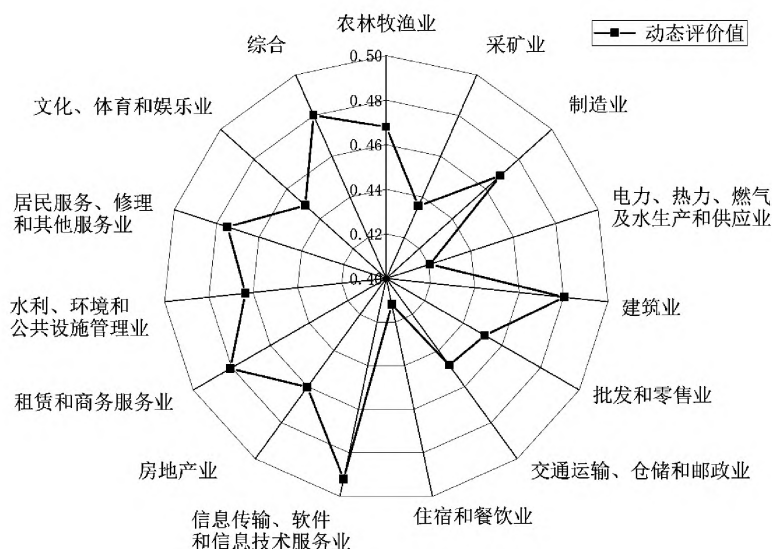 农林牧渔业
动态评价值
采矿业
制造业
电力、热力、燃气
及水生产和供应业
建筑业
批发和零售业
交通运输、仓储和邮政业
住宿和餐饮业
信息传输、软件
和信息技术服务业
房地产业
租赁和商务服务业
水利、环境和
公共设施管理业
居民服务、修理
和其他服务业
文化、体育和娱乐业
综合
0.50
0.48
0.46
0.44
0.42
0.40